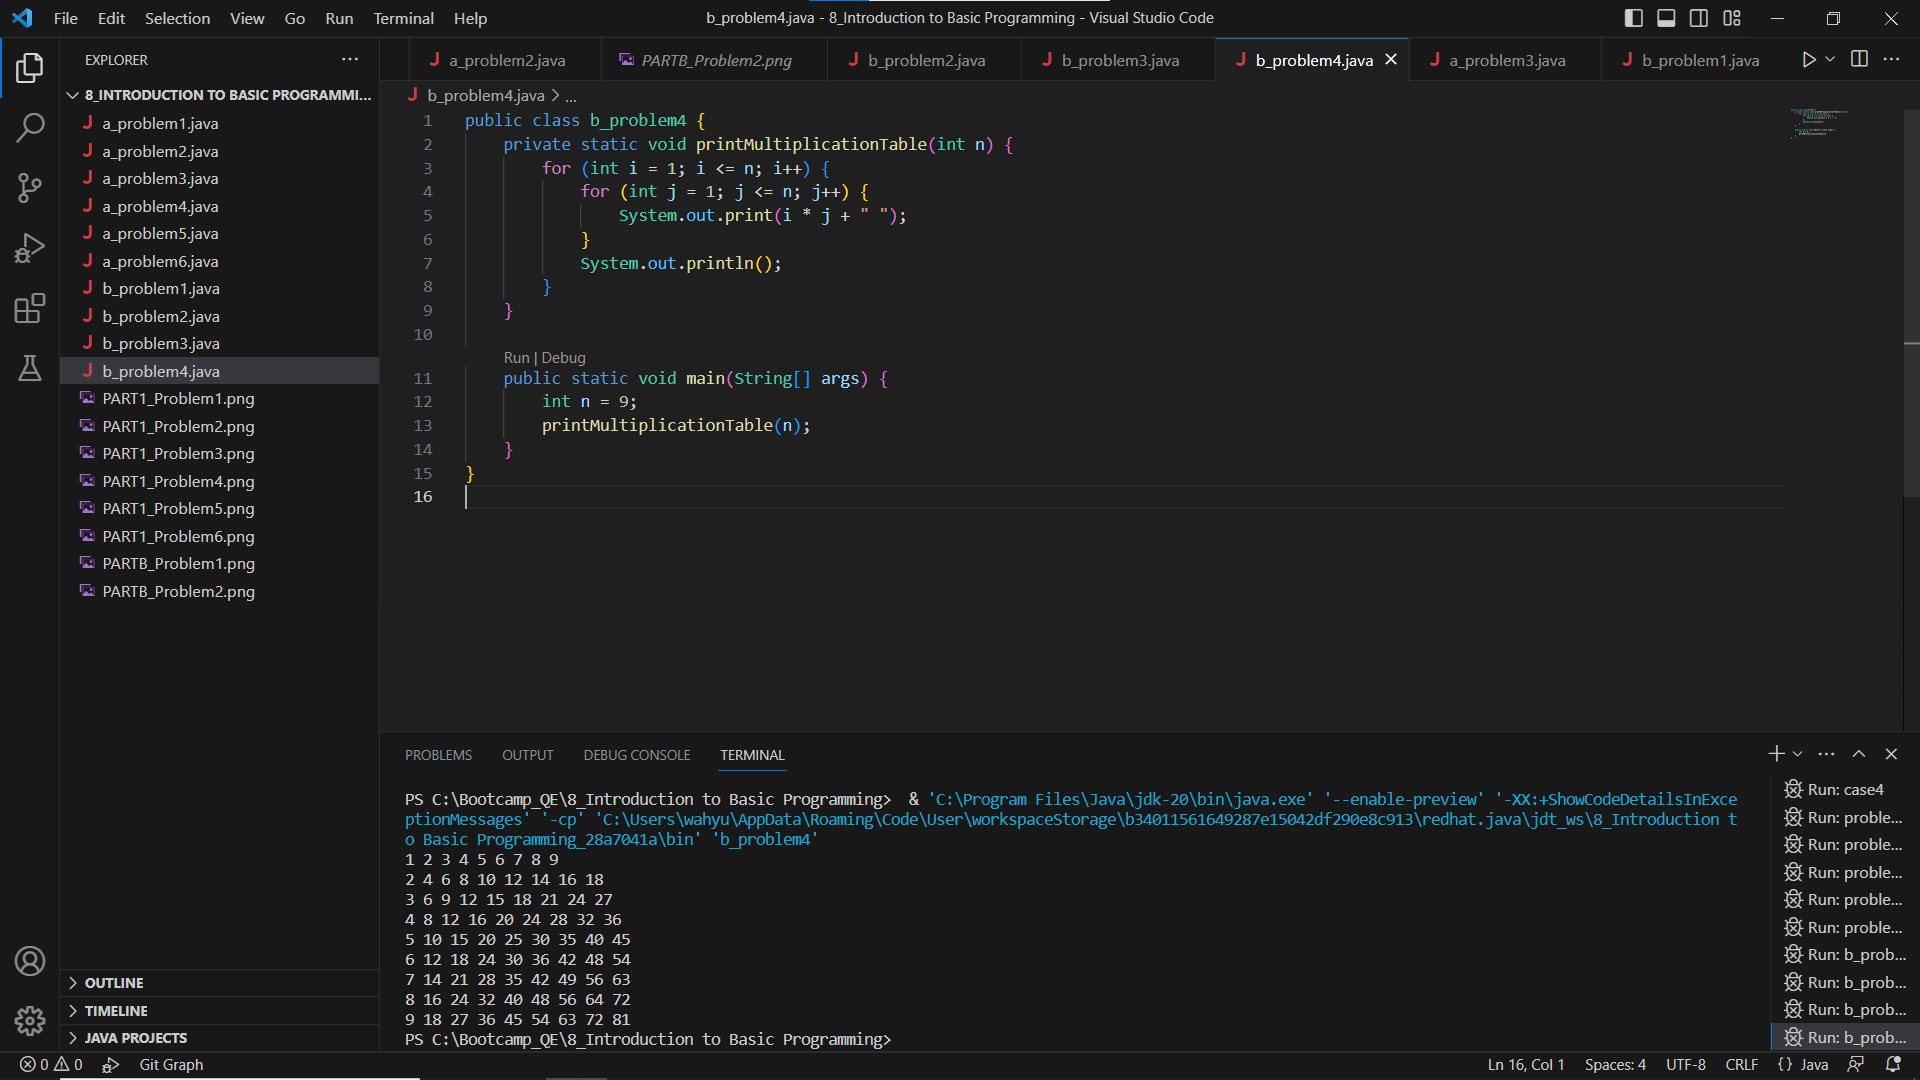 File Edit Selection View Go Run Terminal Help
b_problem4.java - 8_Introduction to Basic Programming - Visual Studio Code
EXPLORER
8_INTRODUCTION TO BASIC PROGRAMMI...
a_problem1.java
a_problem2.java
a_problem3.java
a_problem4.java
a_problem5.java
a_problem6.java
b_problem1.java
b_problem2.java
b_problem3.java
b_problem4.java
PART1_Problem1.png
PART1_Problem2.png
PART1_Problem3.png
PART1_Problem4.png
PART1_Problem5.png
PART1_Problem6.png
PARTB_Problem1.png
PARTB_Problem2.png
OUTLINE
TIMELINE
JAVA PROJECTS
a_problem2.java PARTB_Problem2.png b_problem2.java b_problem3.java b_problem4.java a_problem3.java b_problem1.java
b_problem4.java > ...
1 public class b_problem4 {
2 private static void printMultiplicationTable(int n) {
3 for (int i = 1; i <= n; i++) {
4 for (int j = 1; j <= n; j++) {
5 System.out.print(i * j + " ");
6 }
7 System.out.println();
8 }
9 }
10
Run | Debug
11 public static void main(String[] args) {
12 int n = 9;
13 printMultiplicationTable(n);
14 }
15 }
16
PROBLEMS OUTPUT DEBUG CONSOLE TERMINAL
PS C:\Bootcamp_QE\8_Introduction to Basic Programming> & 'C:\Program Files\Java\jdk-20\bin\java.exe' '--enable-preview' '-XX:+ShowCodeDetailsInExce
ptionMessages' '-cp' 'C:\Users\wahyu\AppData\Roaming\Code\User\workspaceStorage\b34011561649287e15042df290e8c913\redhat.java\jdt_ws\8_Introduction t
o Basic Programming_28a7041a\bin' 'b_problem4'
1 2 3 4 5 6 7 8 9
2 4 6 8 10 12 14 16 18
3 6 9 12 15 18 21 24 27
4 8 12 16 20 24 28 32 36
5 10 15 20 25 30 35 40 45
6 12 18 24 30 36 42 48 54
7 14 21 28 35 42 49 56 63
8 16 24 32 40 48 56 64 72
9 18 27 36 45 54 63 72 81
PS C:\Bootcamp_QE\8_Introduction to Basic Programming>
Run: case4
Run: proble...
Run: proble...
Run: proble...
Run: proble...
Run: proble...
Run: b_prob...
Run: b_prob...
Run: b_prob...
Run: b_prob...
0 0 Git Graph
Ln 16, Col 1 Spaces: 4 UTF-8 CRLF {} Java